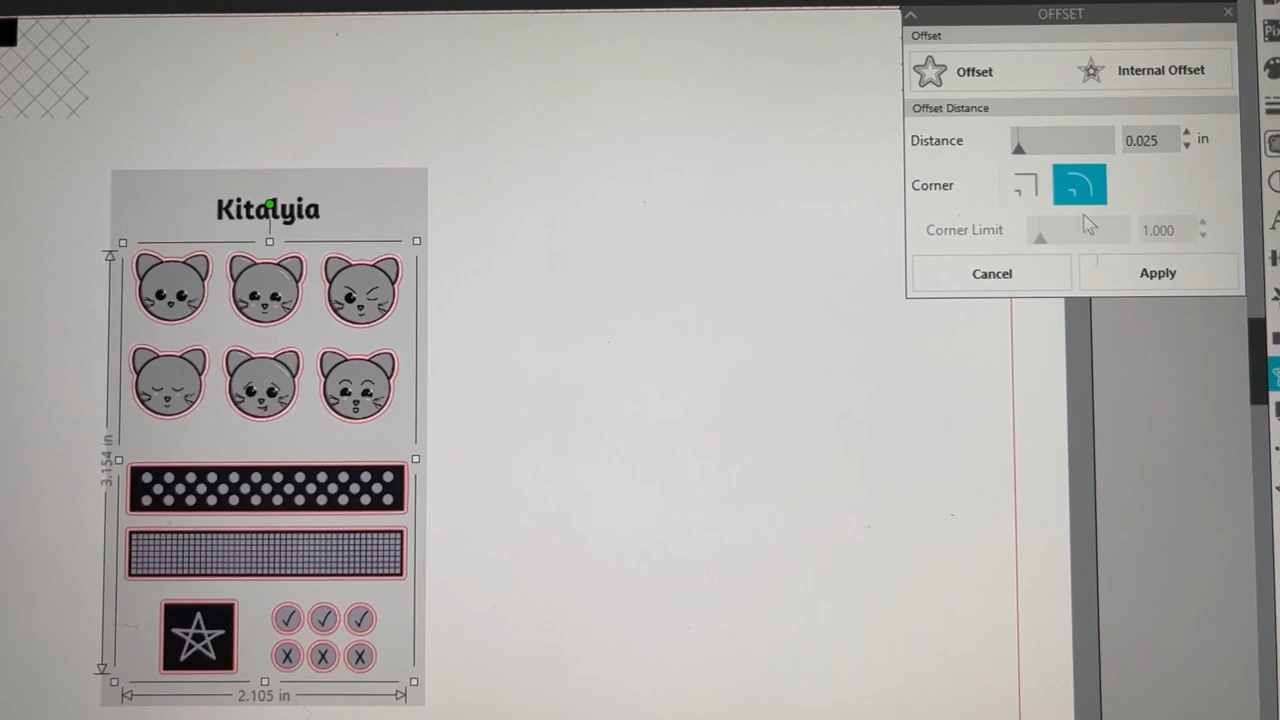 OFFSET
Offset
Offset
Internal Offset
Offset Distance
Distance
0.025
in
Corner
Corner Limit
1.000
Cancel
Apply
Kitalyia
3.154 in
2.105 in